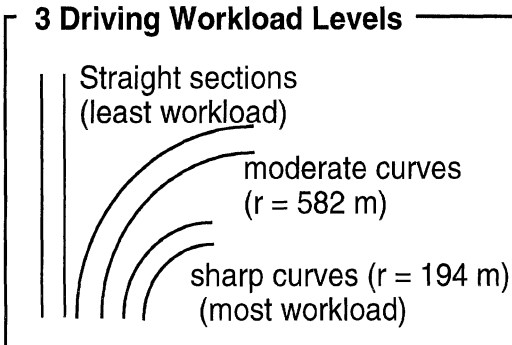 3 Driving Workload Levels
Straight sections
(least workload)
moderate curves
(r = 582 m)
sharp curves (r = 194 m)
(most workload)